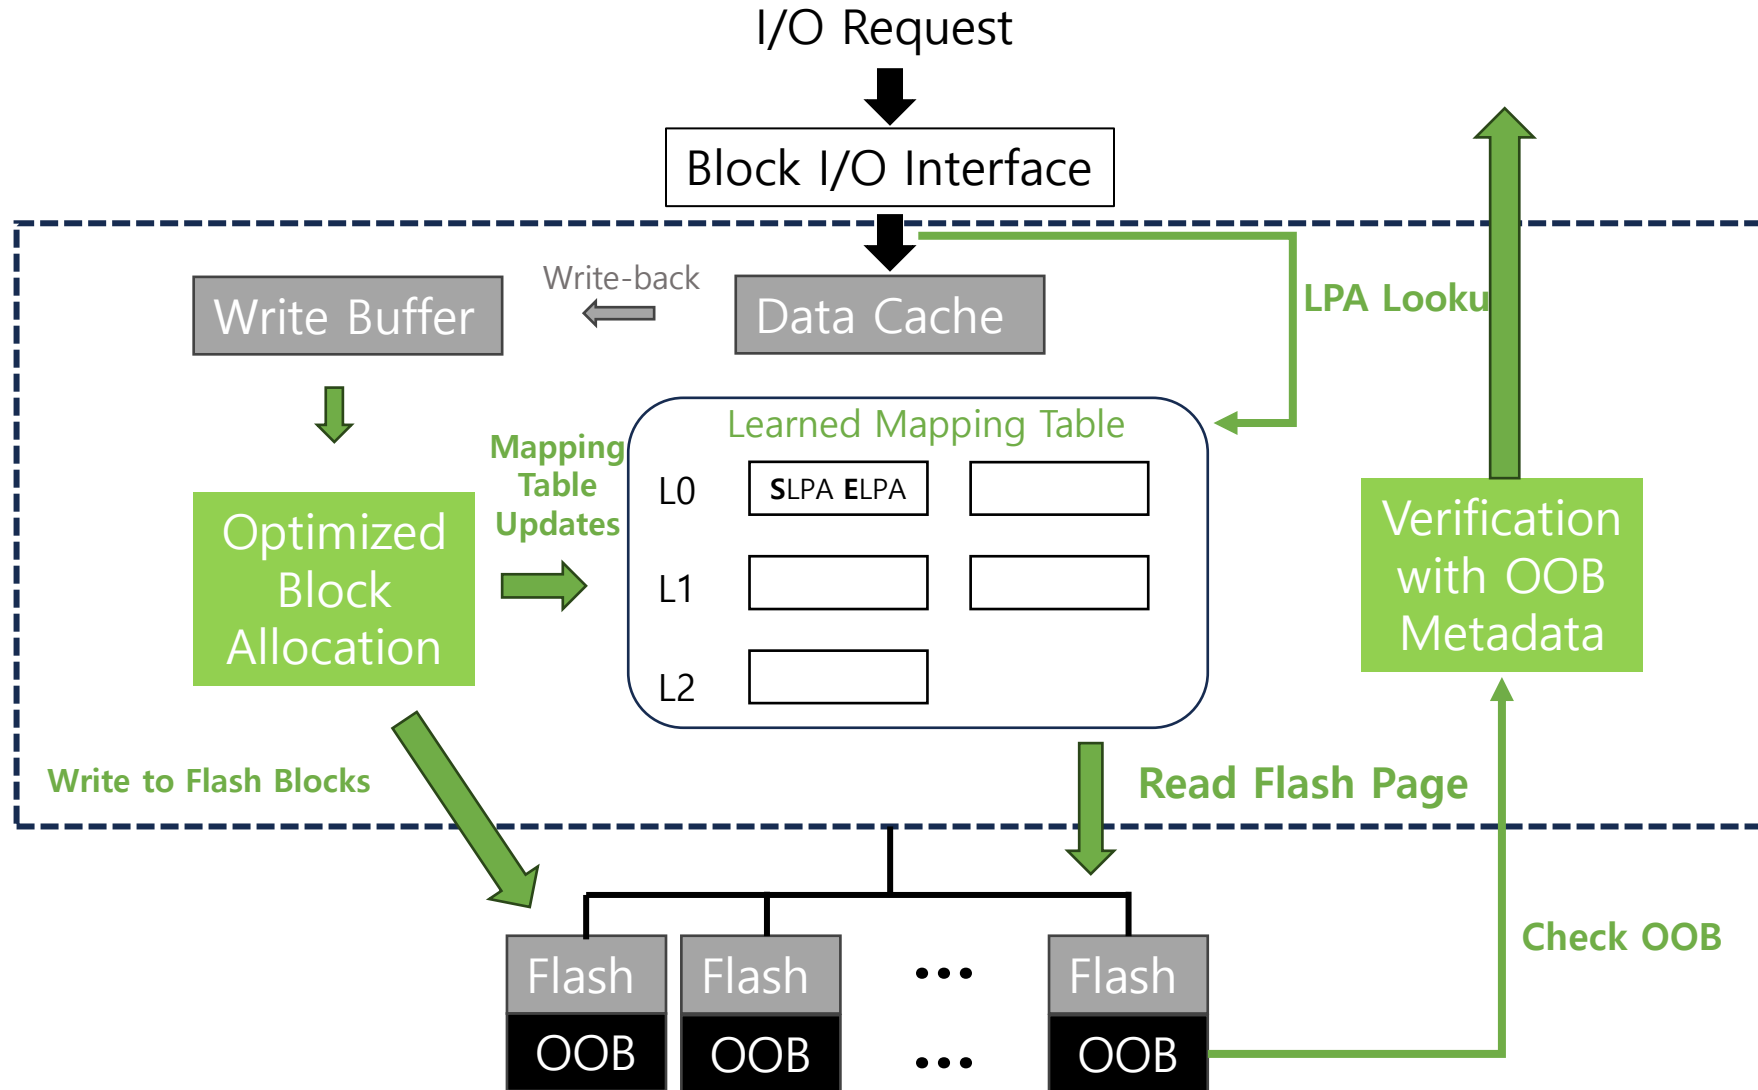 I/O Request
Block I/O Interface
Write-back
Write Buffer
Data Cache
LPA Looku
Learned Mapping Table
Mapping
Table
Updates
L0
SLPA ELPA
L1
L2
Optimized
Block
Allocation
Verification
with OOB
Metadata
Write to Flash Blocks
Read Flash Page
Check OOB
Flash
Flash
...
Flash
OOB
OOB
...
OOB